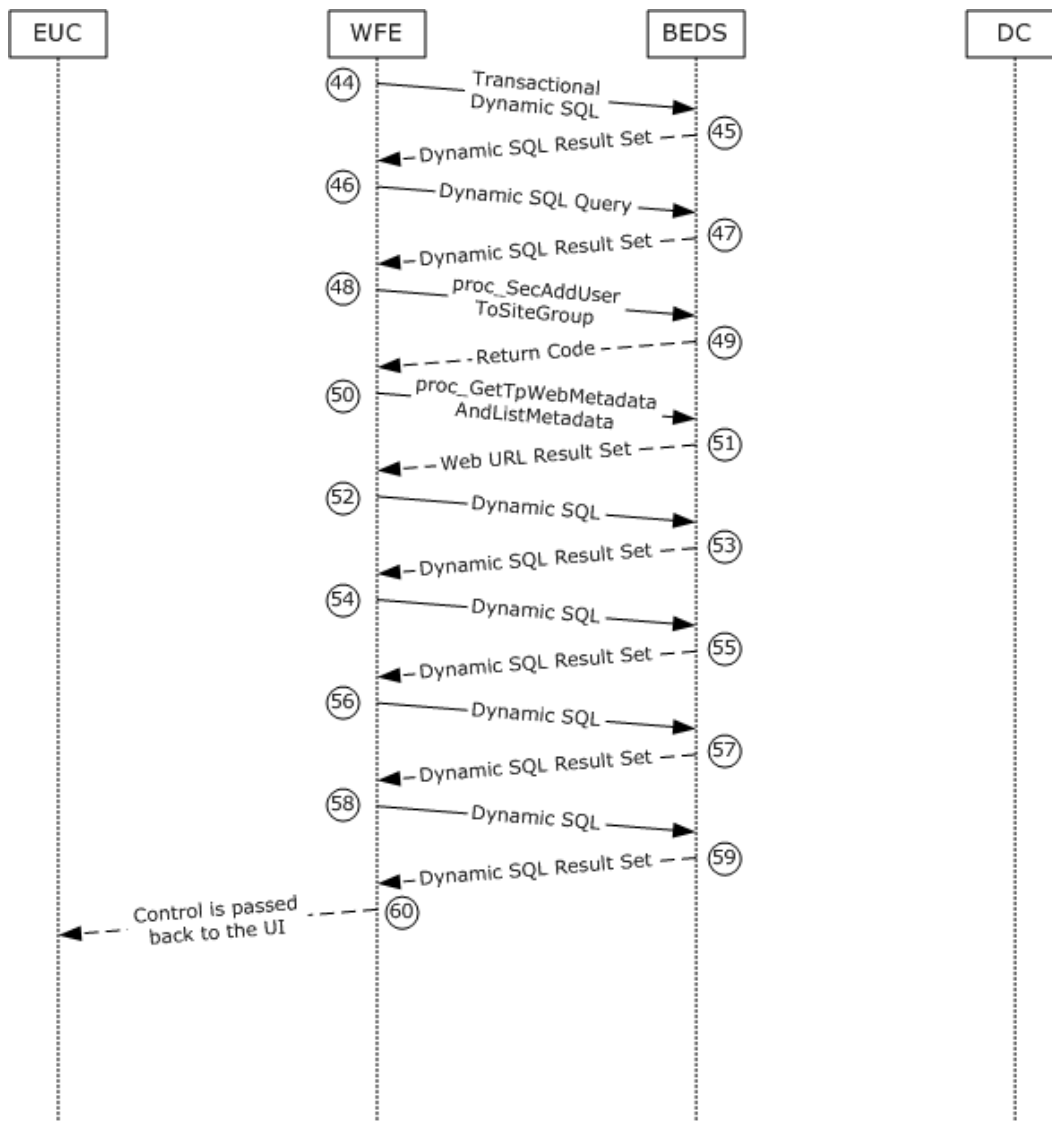 EUC
WFE
BEDS
DC
44
Transactional
Dynamic SQL
45
Dynamic SQL Result Set
46
Dynamic SQL Query
47
Dynamic SQL Result Set
48
proc_SecAddUser
ToSiteGroup
49
Return Code
50
proc_GetTpWebMetadata
AndListMetadata
51
Web URL Result Set
52
Dynamic SQL
53
Dynamic SQL Result Set
54
Dynamic SQL
55
Dynamic SQL Result Set
56
Dynamic SQL
57
Dynamic SQL Result Set
58
Dynamic SQL
59
Dynamic SQL Result Set
60
Control is passed
back to the UI